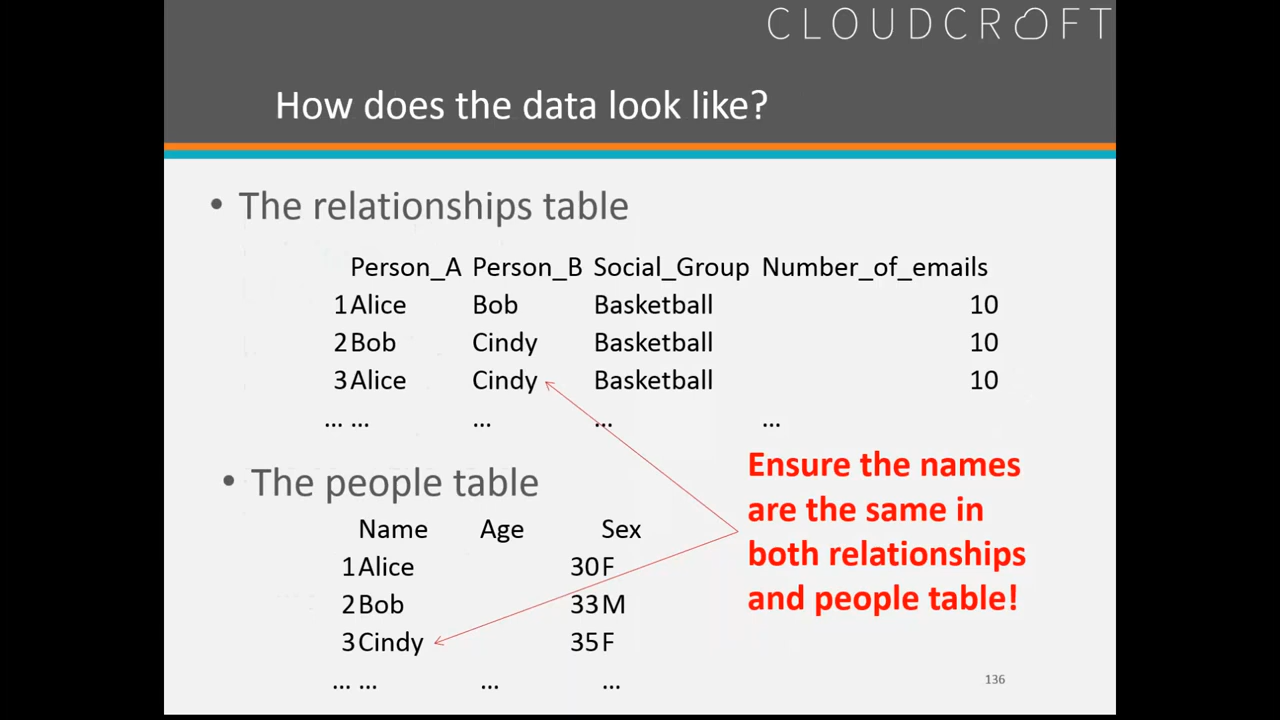 CLOUDCROFT
How does the data look like?
• The relationships table
Person_A Person_B Social_Group Number_of_emails
1 Alice Bob Basketball 10
2 Bob Cindy Basketball 10
3 Alice Cindy Basketball 10
... ... ... ... ...
• The people table
Name Age Sex
1 Alice 30 F
2 Bob 33 M
3 Cindy 35 F
... ... ... ...
Ensure the names
are the same in
both relationships
and people table!
136